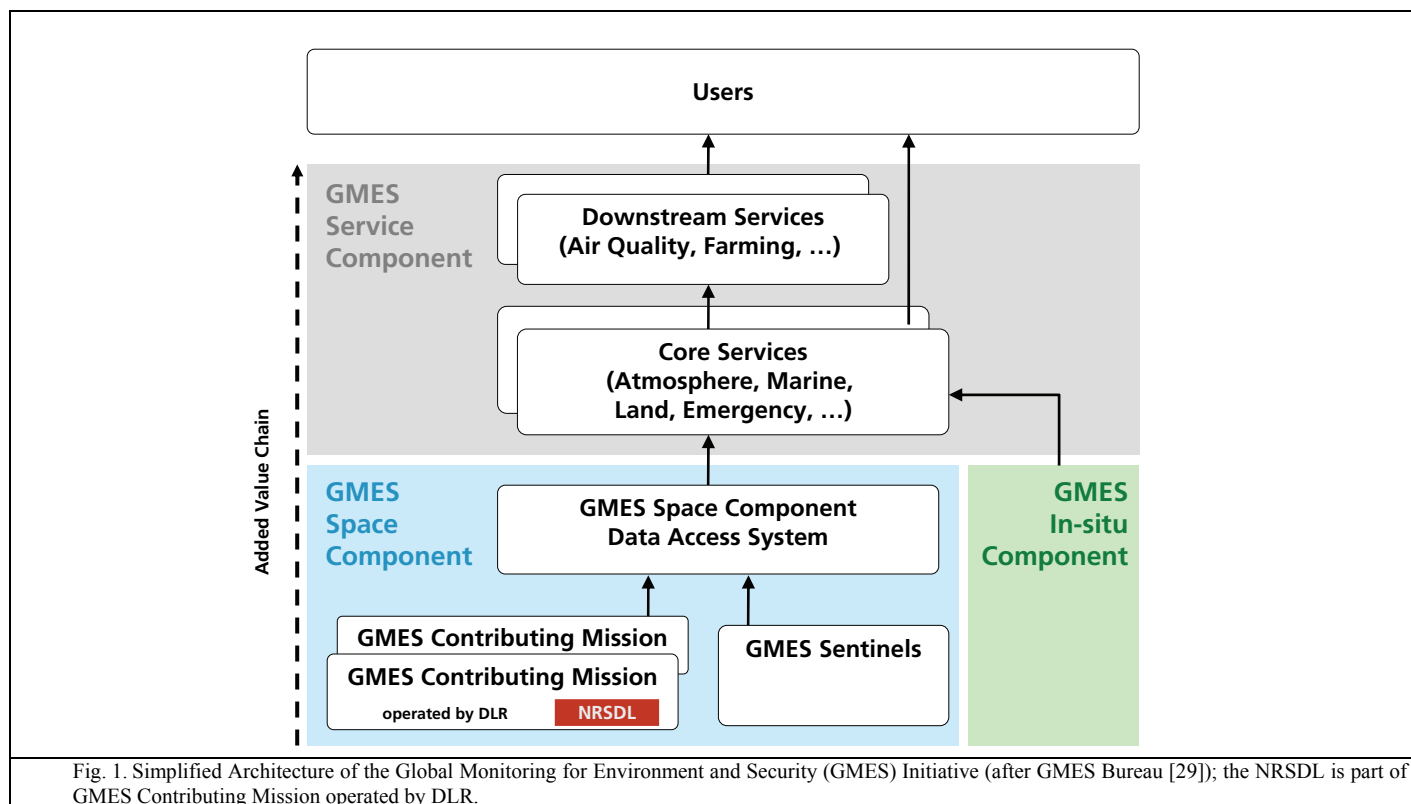 Users
GMES
Service
Component
Downstream Services
(Air Quality, Farming, …)
Core Services
(Atmosphere, Marine,
Land, Emergency, …)
Added Value Chain
GMES
Space
Component
GMES Space Component
Data Access System
GMES
In-situ
Component
GMES Contributing Mission
GMES Contributing Mission
operated by DLR
NRSDL
GMES Sentinels
Fig. 1. Simplified Architecture of the Global Monitoring for Environment and Security (GMES) Initiative (after GMES Bureau [29]); the NRSDL is part of
GMES Contributing Mission operated by DLR.